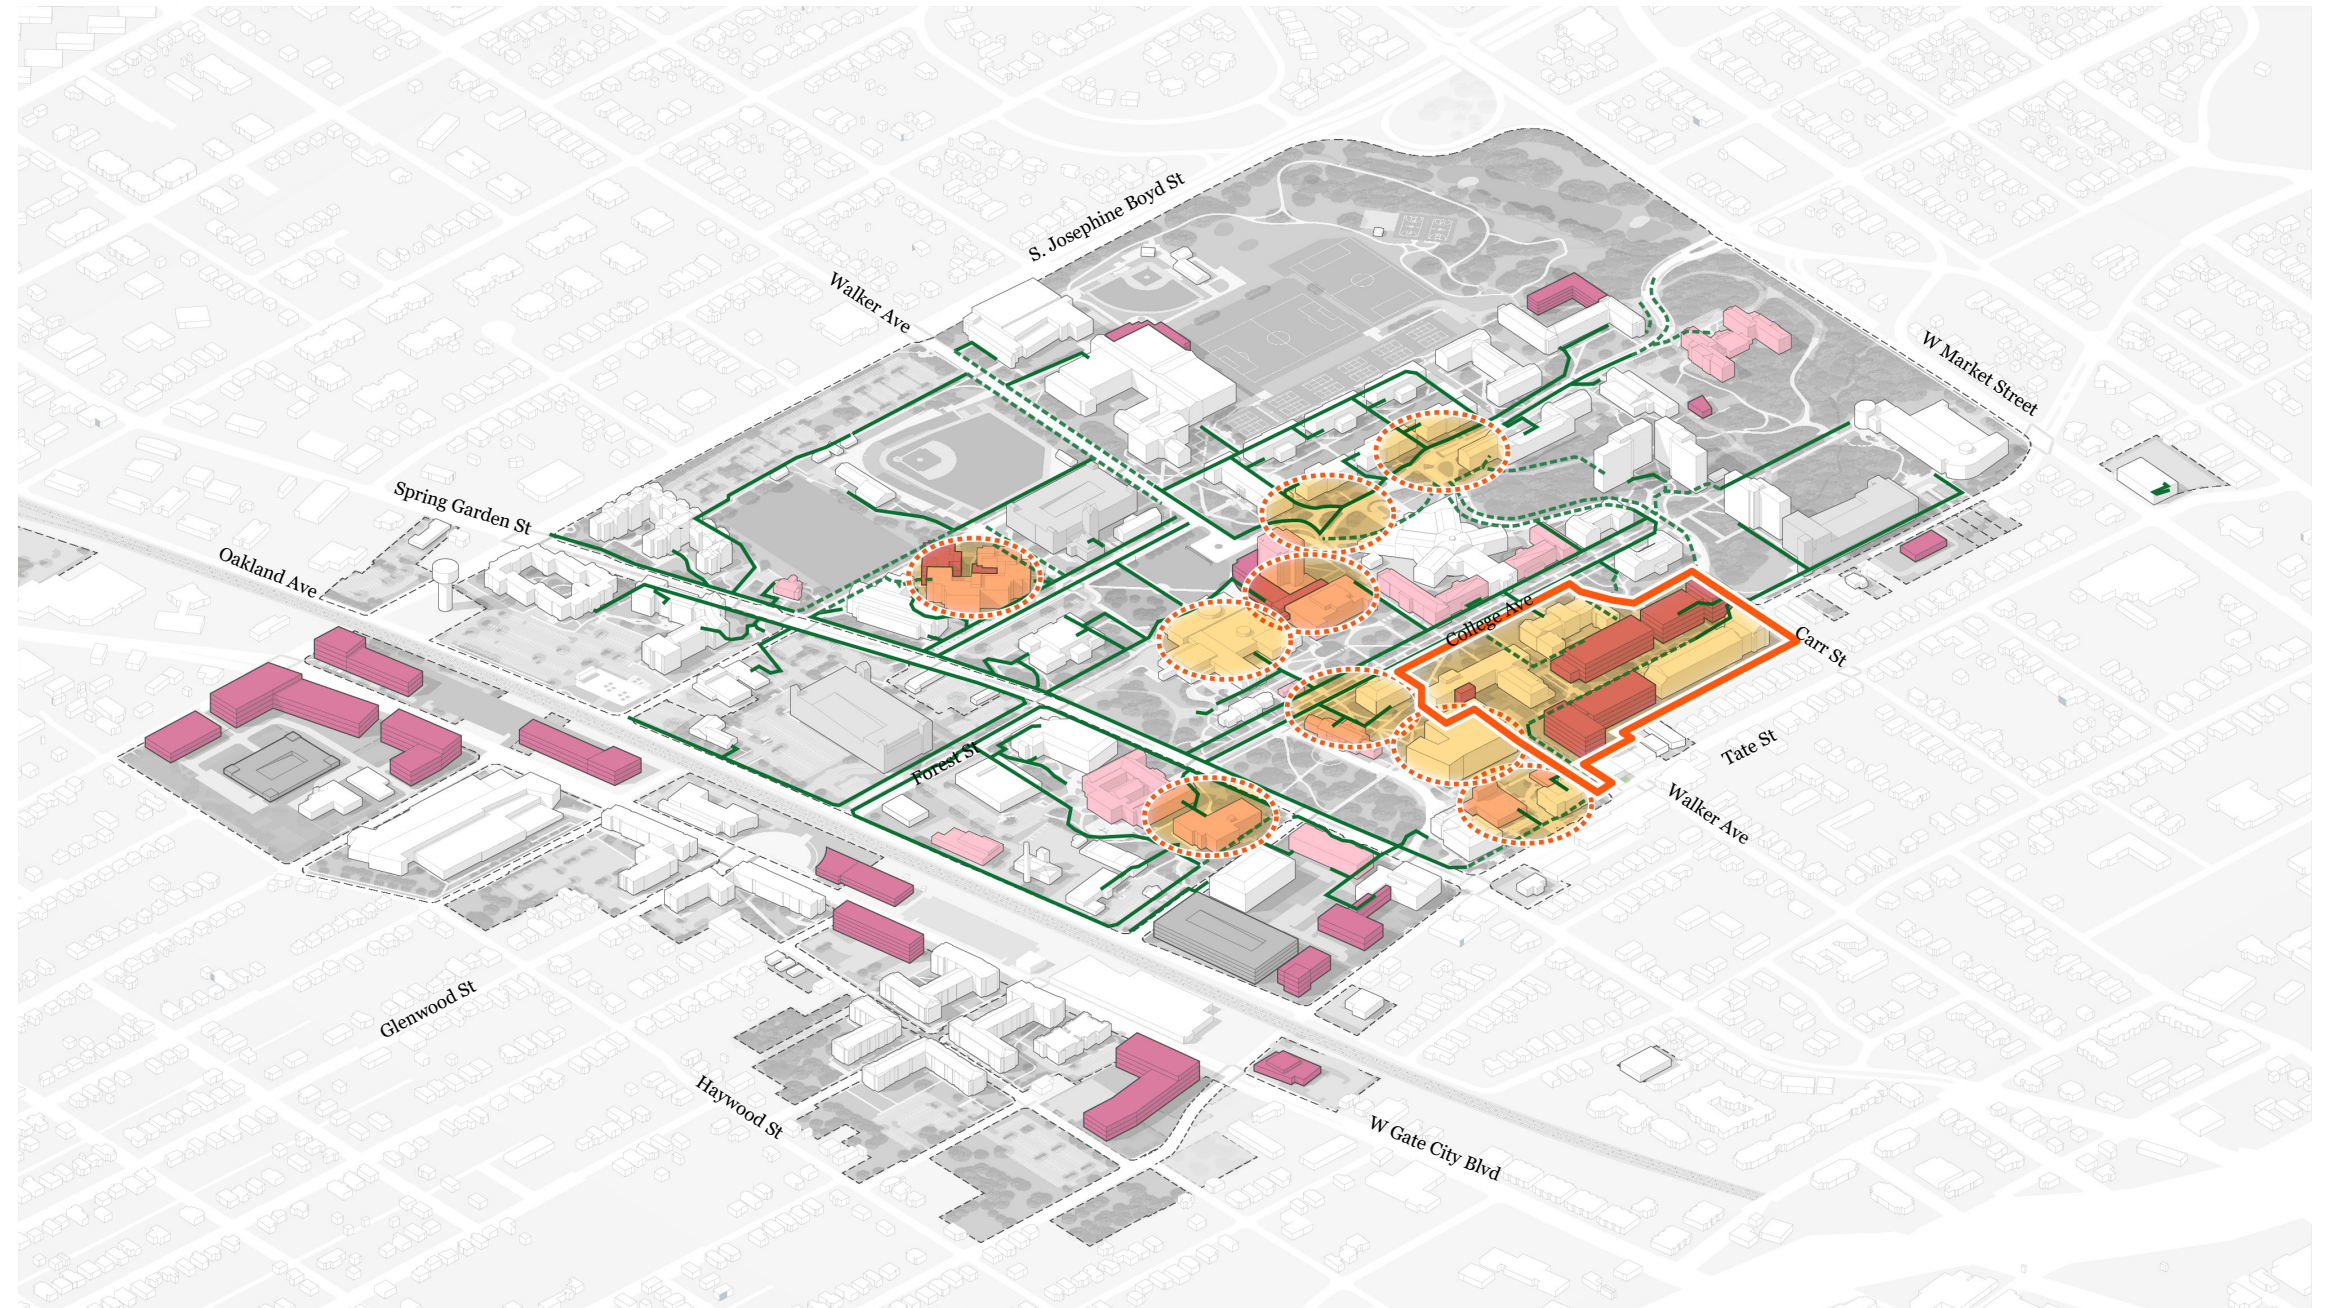 S. Josephine Boyd St
Walker Ave
W Market Street
Spring Garden St
Oakland Ave
College Ave
Carr St
Tate St
Forest St
Walker Ave
Glenwood St
Haywood St
W Gate City Blvd